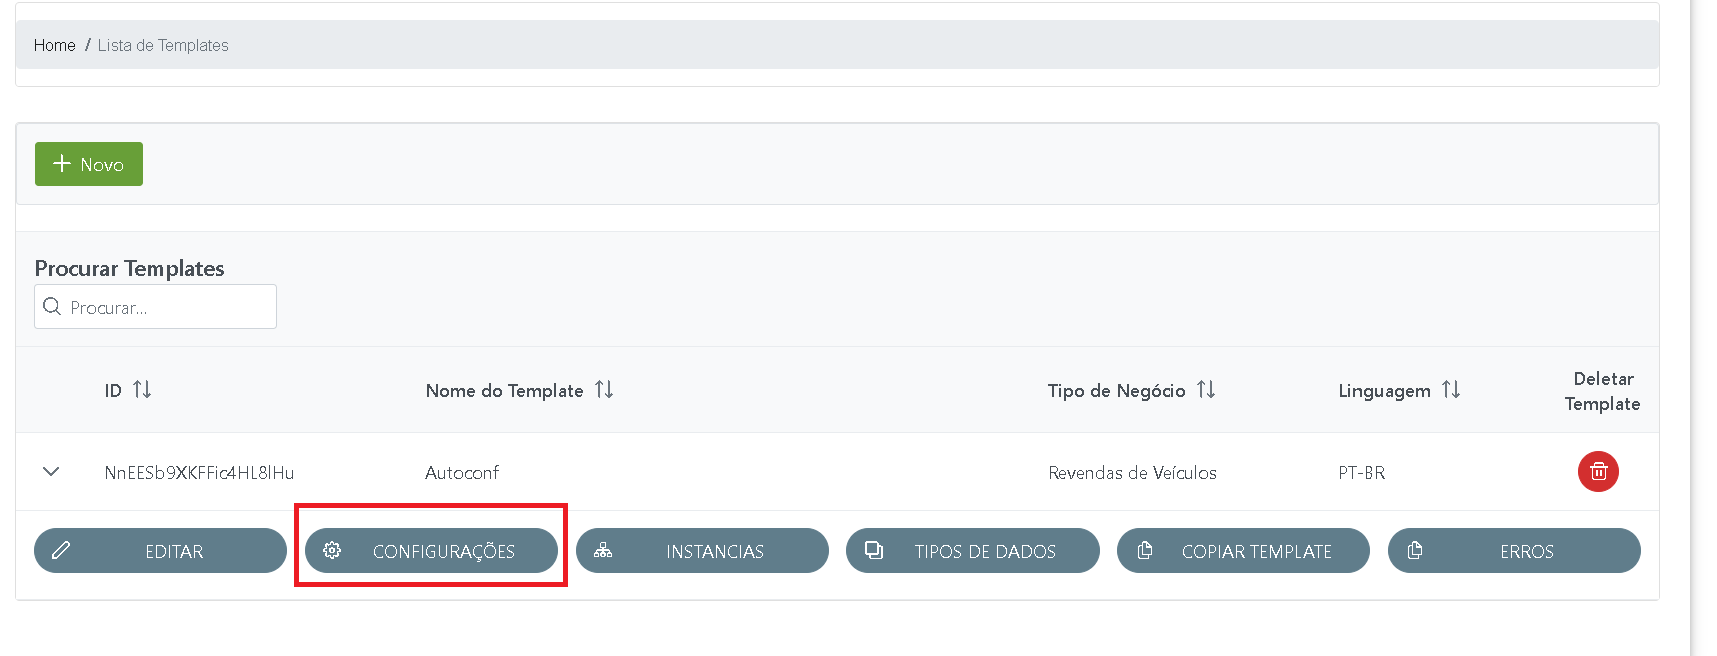 Home / Lista de Templates
+ Novo
Procurar Templates
Procurar...
ID Nome do Template Tipo de Negócio Linguagem Deletar Template
NnEESb9XKFFic4HL8lHu Autoconf Revendas de Veículos PT-BR
EDITAR CONFIGURAÇÕES INSTANCIAS TIPOS DE DADOS COPIAR TEMPLATE ERROS